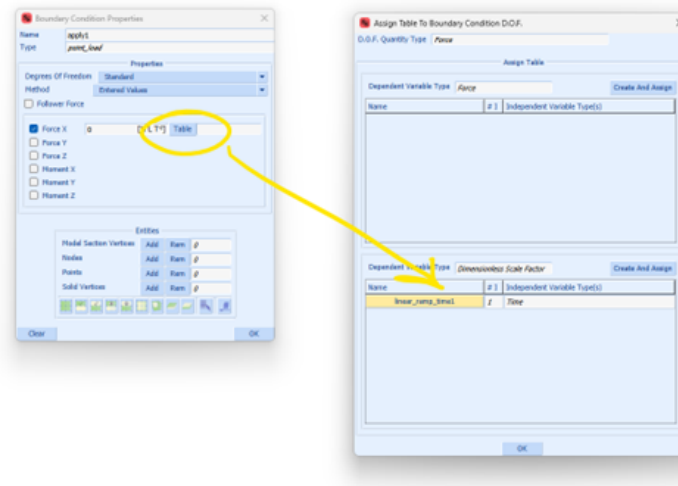 Boundary Condition Properties
Name apply1
Type point_load
Properties
Degrees Of Freedom Standard
Method Entered Values
Follower Force
Force X 0 Table
Force Y
Force Z
Moment X
Moment Y
Moment Z
Entities
Model Section Vertices Add Rem 0
Nodes Add Rem 0
Points Add Rem 0
Solid Vertices Add Rem 0
Clear OK
Assign Table To Boundary Condition D.O.F.
D.O.F. Quantity Type Force
Assign Table
Dependent Variable Type Force Create And Assign
Name # I Independent Variable Type(s)
Dependent Variable Type Dimensionless Scale Factor Create And Assign
Name # I Independent Variable Type(s)
linear_ramp_time1 1 Time
OK